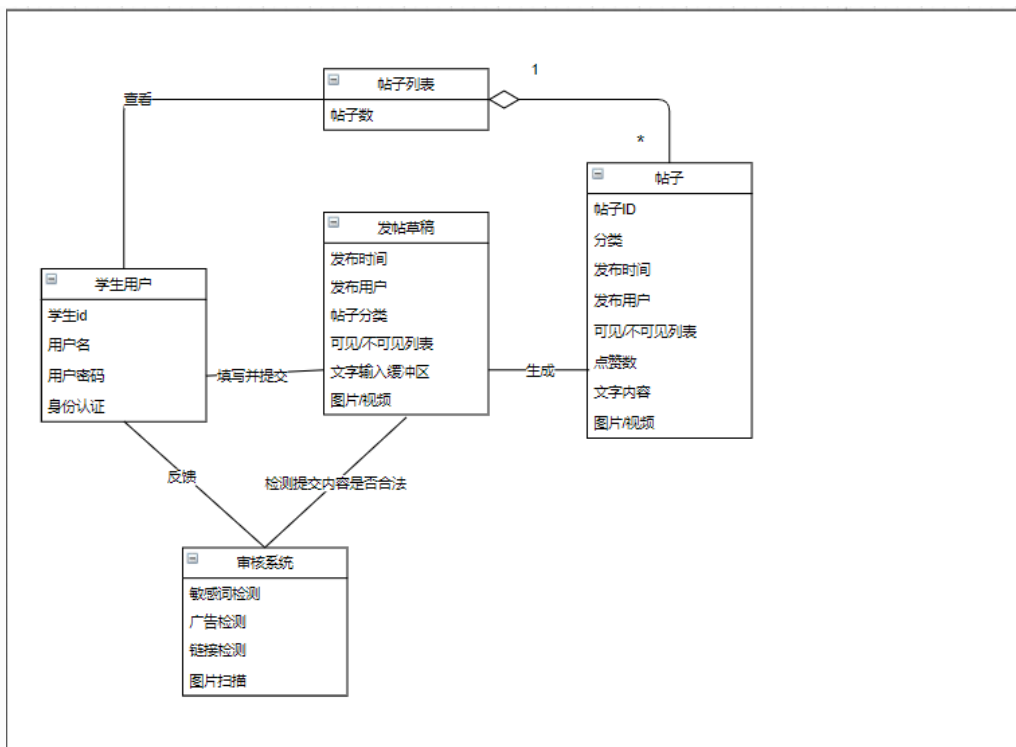 帖子列表
帖子数
1
*
查看
帖子
帖子ID
分类
发布时间
发布用户
可见/不可见列表
点赞数
文字内容
图片/视频
发帖草稿
发布时间
发布用户
帖子分类
可见/不可见列表
文字输入缓冲区
图片/视频
学生用户
学生id
用户名
用户密码
身份认证
填写并提交
生成
反馈
检测提交内容是否合法
审核系统
敏感词检测
广告检测
链接检测
图片扫描